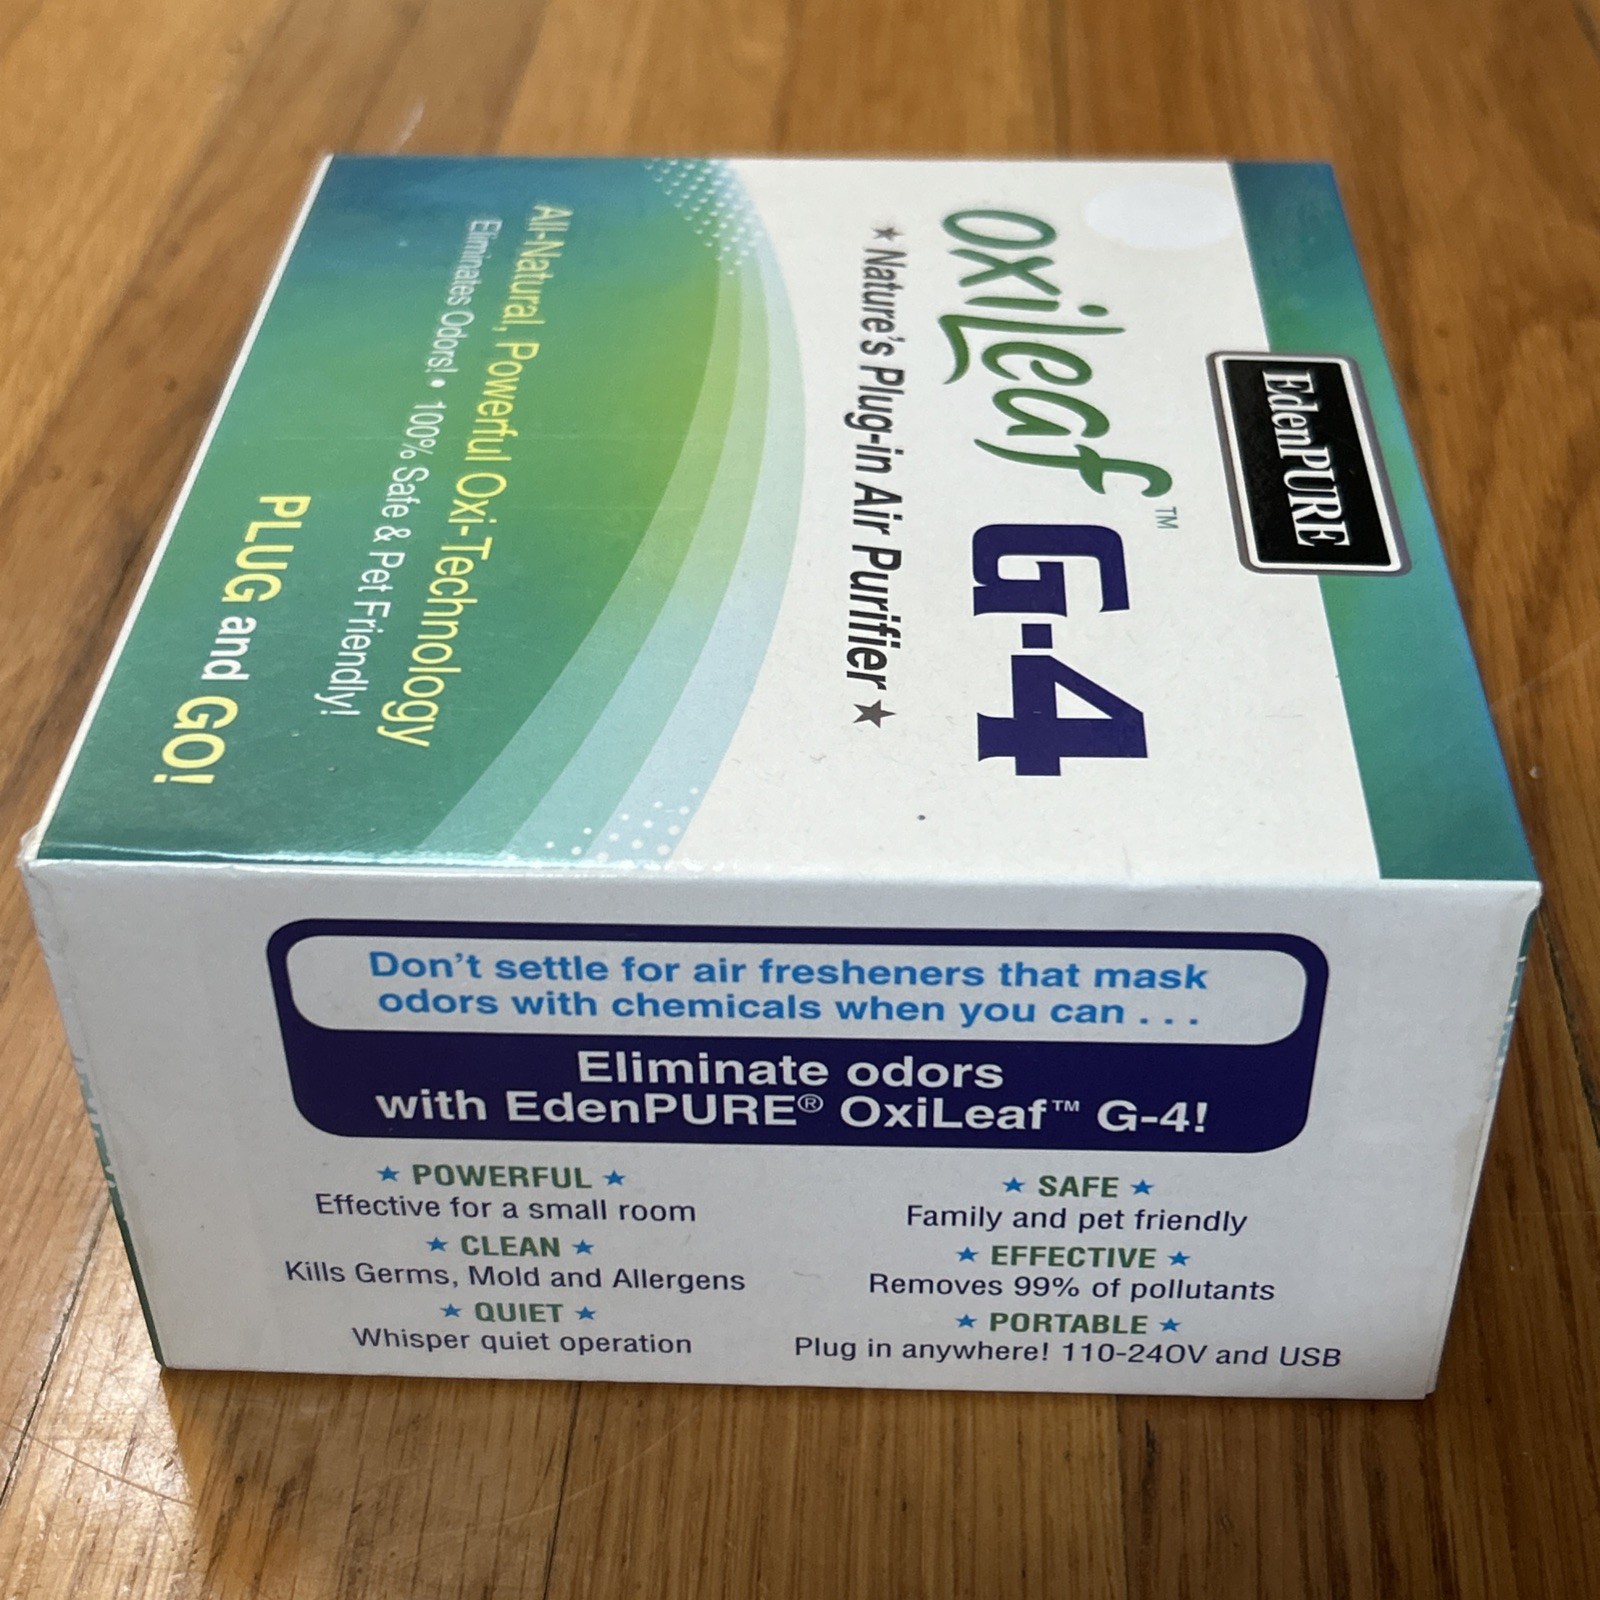 EdenPURE
OxiLeaf™ G-4
★ Nature's Plug-in Air Purifier ★
All-Natural, Powerful Oxi-Technology
Eliminates Odors! • 100% Safe & Pet Friendly!
PLUG and GO!
Don't settle for air fresheners that mask
odors with chemicals when you can . . .
Eliminate odors
with EdenPURE® OxiLeaf™ G-4!
★ POWERFUL ★
Effective for a small room
★ CLEAN ★
Kills Germs, Mold and Allergens
★ QUIET ★
Whisper quiet operation
★ SAFE ★
Family and pet friendly
★ EFFECTIVE ★
Removes 99% of pollutants
★ PORTABLE ★
Plug in anywhere! 110-240V and USB